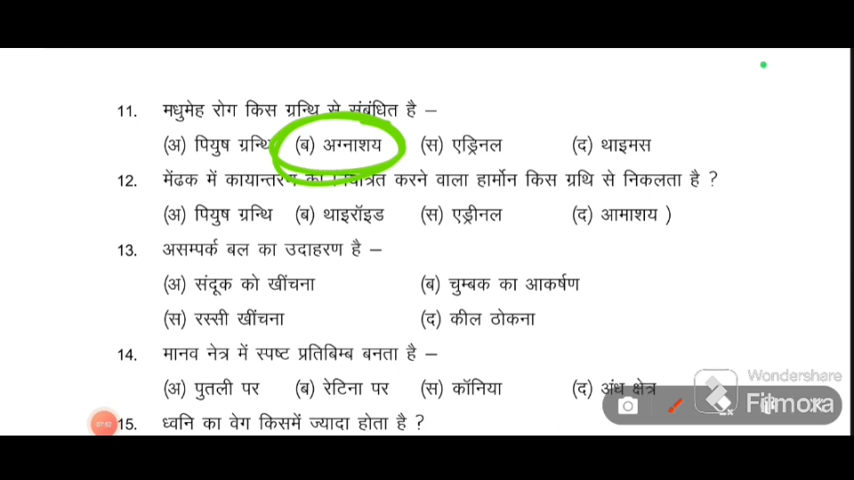 11. मधुमेह रोग किस ग्रन्थि से संबंधित है –
(अ) पियुष ग्रन्थि (ब) अग्नाशय (स) एड्रिनल (द) थाइमस
12. मेंढक में कायान्तरण का नियंत्रित करने वाला हार्मोन किस ग्रथि से निकलता है ?
(अ) पियुष ग्रन्थि (ब) थाइरॉइड (स) एड्रीनल (द) आमाशय )
13. असम्पर्क बल का उदाहरण है –
(अ) संदूक को खींचना (ब) चुम्बक का आकर्षण
(स) रस्सी खींचना (द) कील ठोकना
14. मानव नेत्र में स्पष्ट प्रतिबिम्ब बनता है –
(अ) पुतली पर (ब) रेटिना पर (स) कॉनिया (द) अंध क्षेत्र
Wondershare
Filmora
15. ध्वनि का वेग किसमें ज्यादा होता है ?